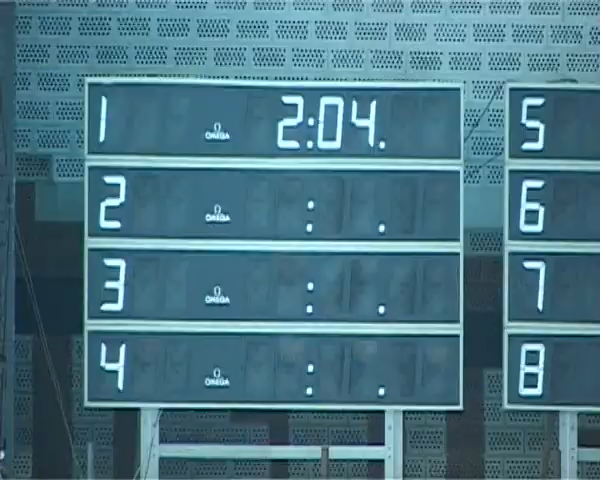 1 OMEGA 2:04.
2 OMEGA : .
3 OMEGA : .
4 OMEGA : .
5
6
7
8